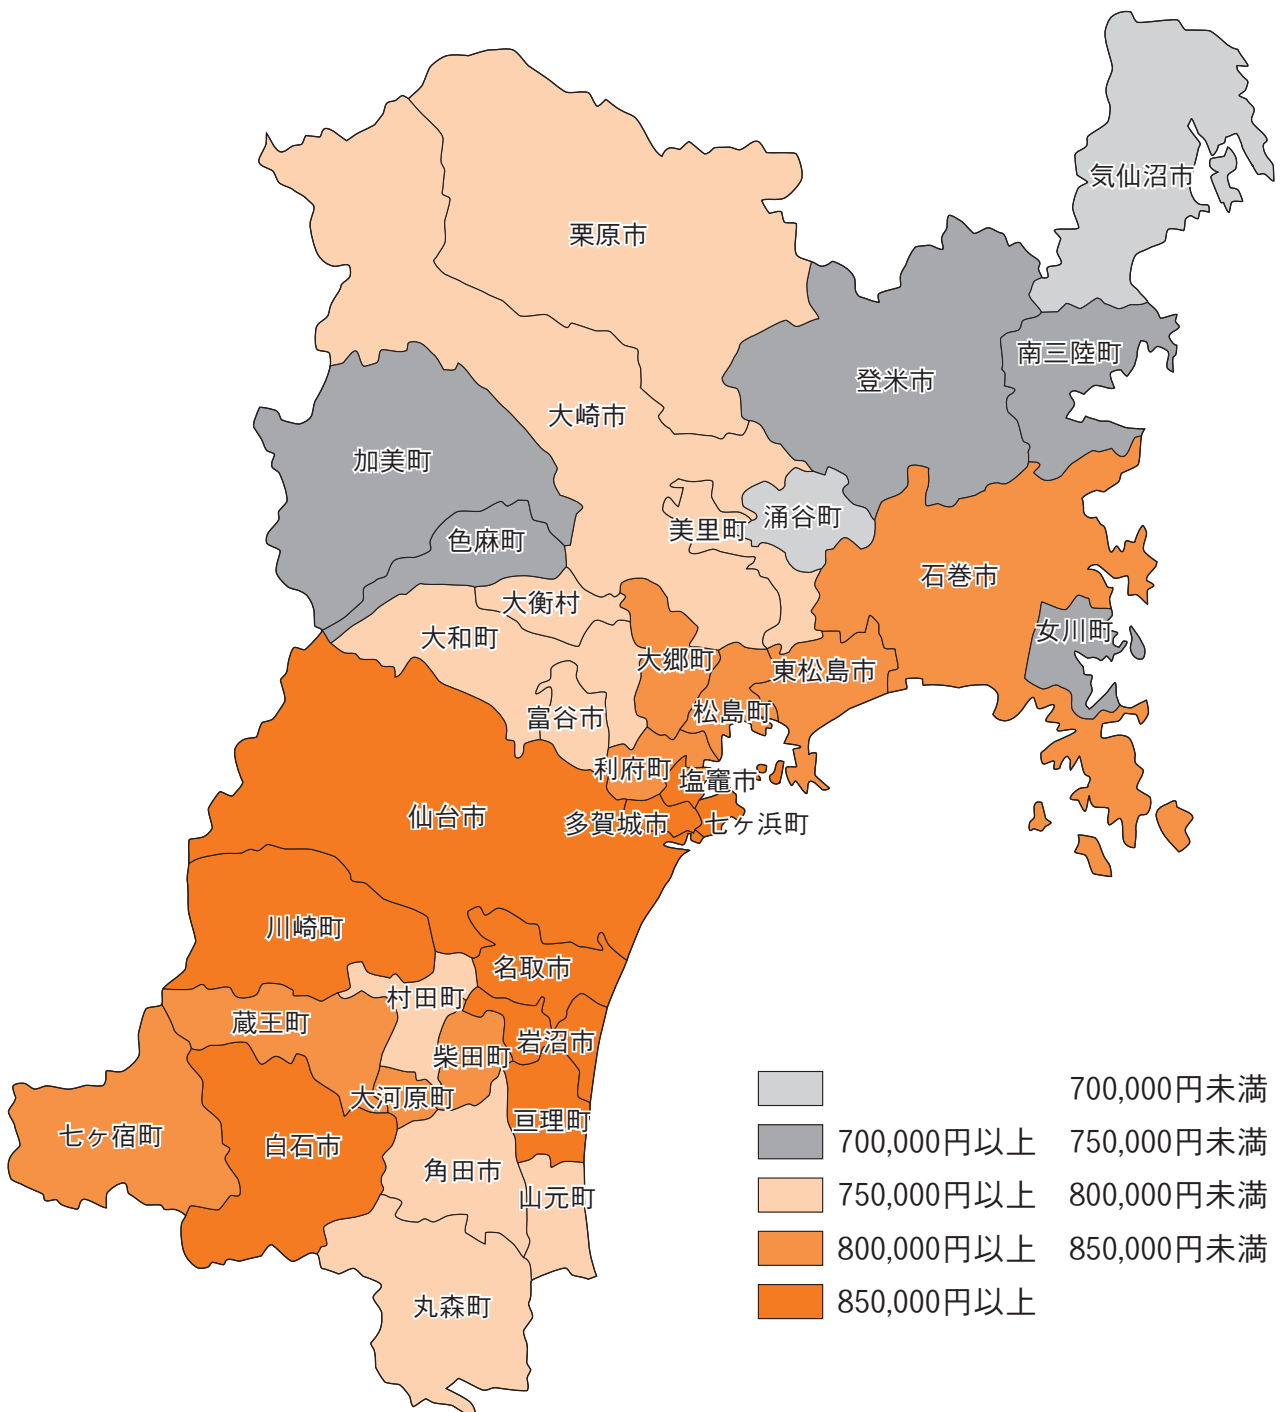 気仙沼市
栗原市
南三陸町
登米市
大崎市
加美町
涌谷町
美里町
色麻町
石巻市
大衡村
女川町
大和町
大郷町
東松島市
松島町
富谷市
利府町
塩竈市
仙台市
多賀城市
七ヶ浜町
川崎町
名取市
村田町
蔵王町
岩沼市
柴田町
大河原町
亘理町
七ヶ宿町
白石市
角田市
山元町
丸森町
700,000円未満
700,000円以上 750,000円未満
750,000円以上 800,000円未満
800,000円以上 850,000円未満
850,000円以上